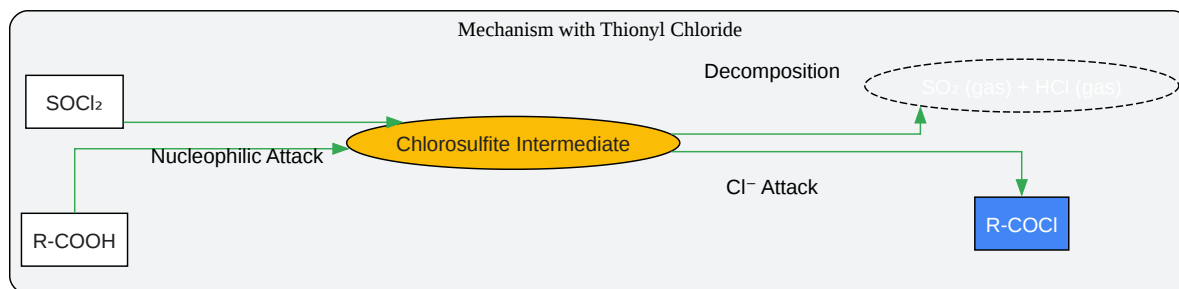 Mechanism with Thionyl Chloride
SOCl₂
Decomposition
SO₂ (gas) + HCl (gas)
Chlorosulfite Intermediate
Nucleophilic Attack
Cl⁻ Attack
R-COOH
R-COCl